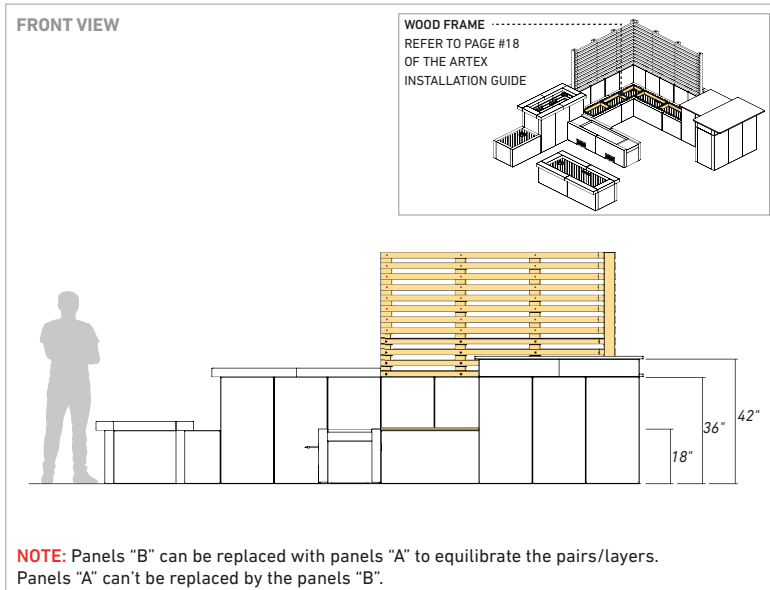 FRONT VIEW
WOOD FRAME
REFER TO PAGE #18
OF THE ARTEX
INSTALLATION GUIDE
42"
36"
18"
NOTE: Panels “B” can be replaced with panels “A” to equilibrate the pairs/layers.
Panels “A” can’t be replaced by the panels “B”.